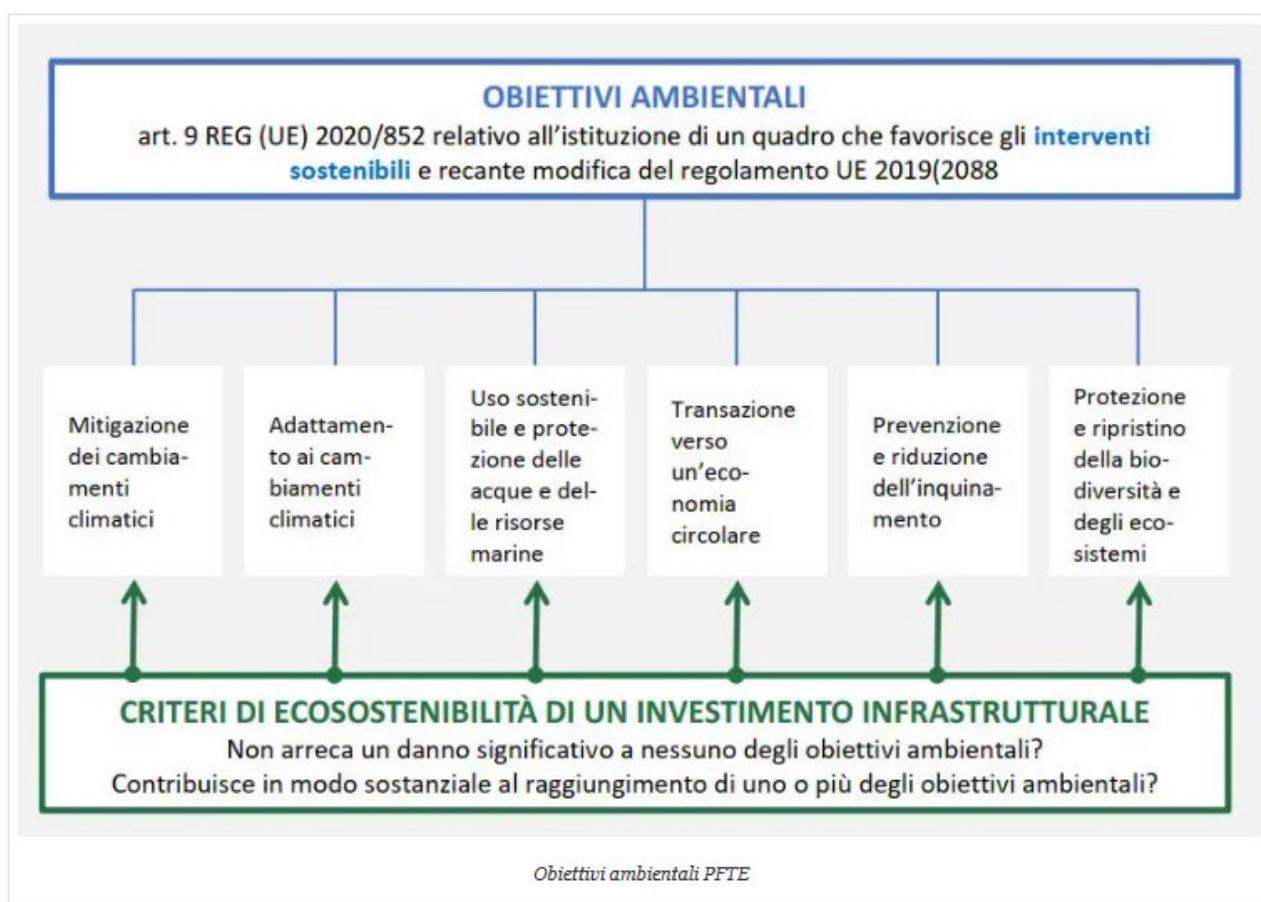 OBIETTIVI AMBIENTALI
art. 9 REG (UE) 2020/852 relativo all'istituzione di un quadro che favorisce gli interventi
sostenibili e recante modifica del regolamento UE 2019(2088
Mitigazione
dei cambia-
menti
climatici
Adattamen-
to ai cam-
biamenti
climatici
Uso sosteni-
bile e prote-
zione delle
acque e del-
le risorse
marine
Transazione
verso
un'eco-
nomia
circolare
Prevenzione
e riduzione
dell'inquina-
mento
Protezione
e ripristino
della bio-
diversità e
degli eco-
sistemi
CRITERI DI ECOSOSTENIBILITÀ DI UN INVESTIMENTO INFRASTRUTTURALE
Non arreca un danno significativo a nessuno degli obiettivi ambientali?
Contribuisce in modo sostanziale al raggiungimento di uno o più degli obiettivi ambientali?
Obiettivi ambientali PFTE